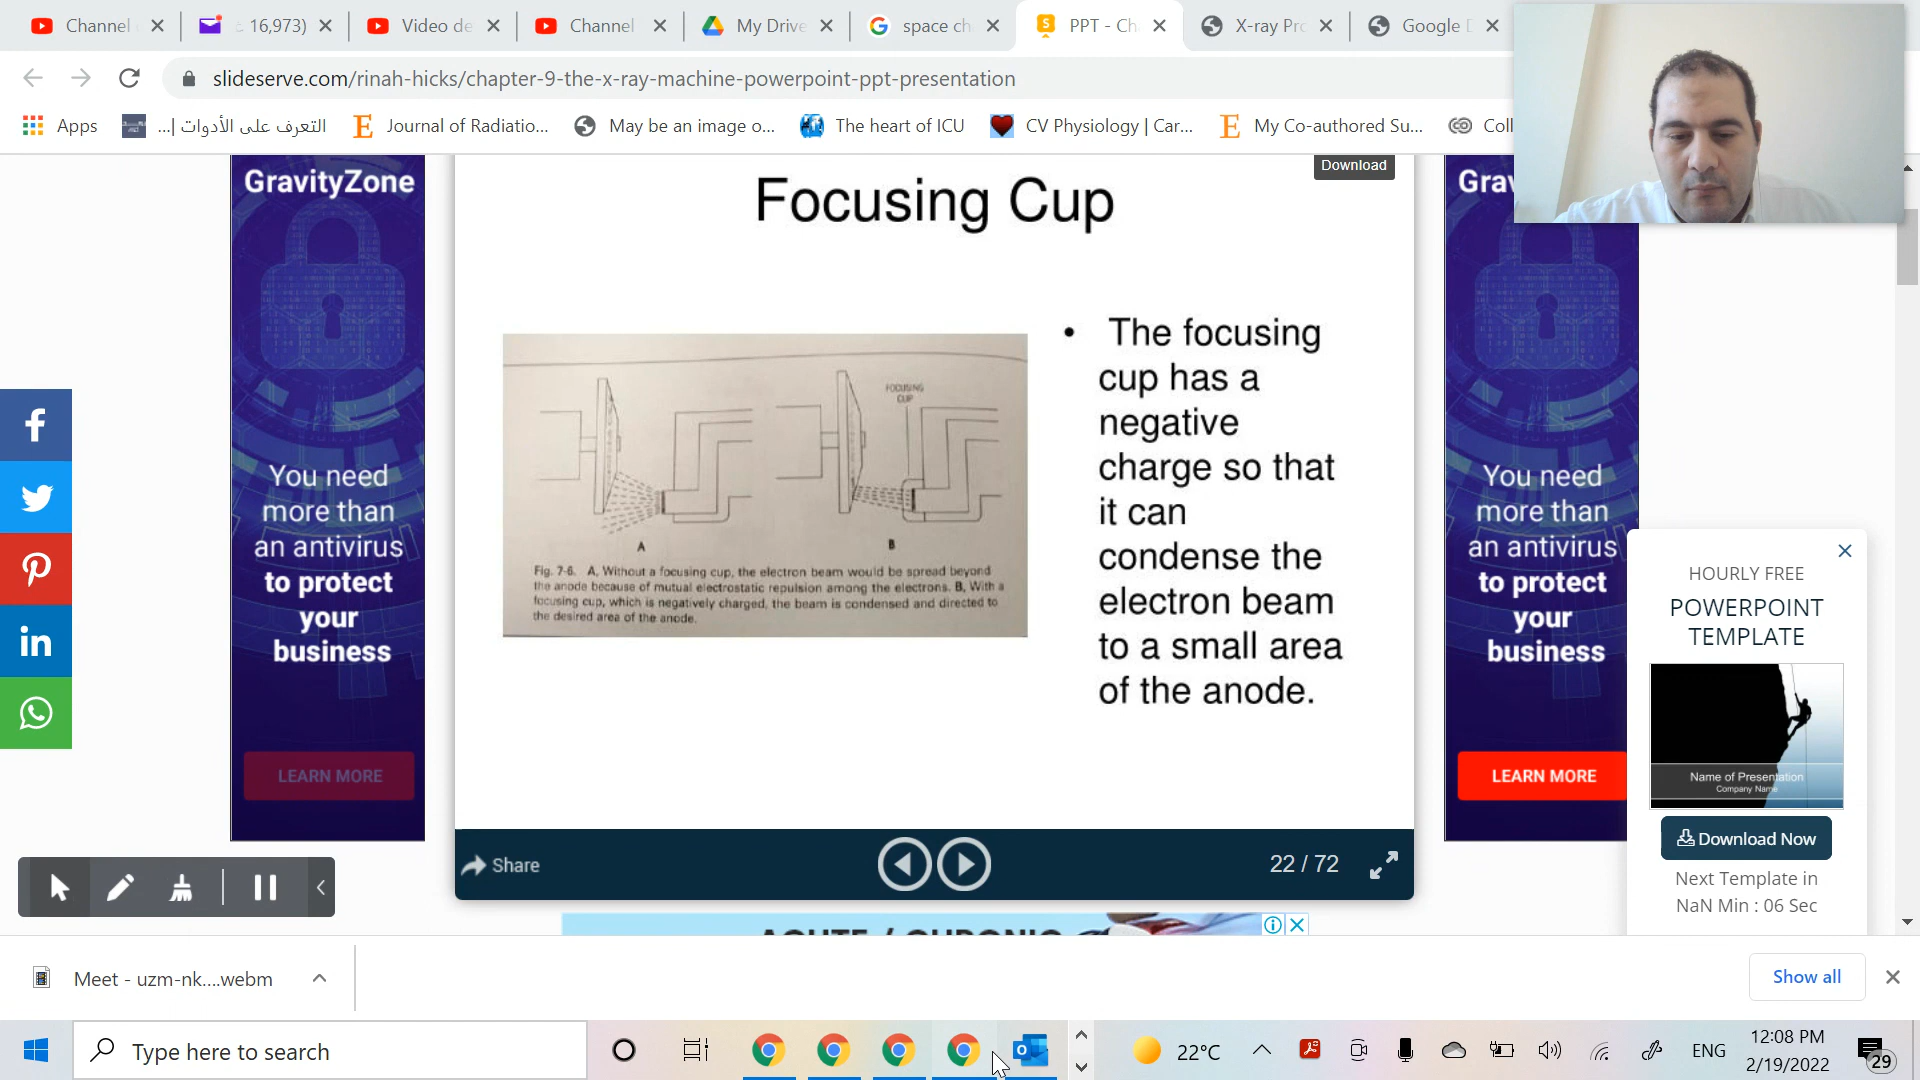 Channel
16,973)
Video de
Channel
My Drive
space ch
PPT - Ch
X-ray Pr
Google
slideserve.com/rinah-hicks/chapter-9-the-x-ray-machine-powerpoint-ppt-presentation
Apps
التعرف على الأدوات |...
Journal of Radiatio...
May be an image o...
The heart of ICU
CV Physiology | Car...
My Co-authored Su...
Coll
GravityZone
You need
more than
an antivirus
to protect
your
business
LEARN MORE
Download
Focusing Cup
FOCUSING
CUP
A
B
Fig. 7-6. A, Without a focusing cup, the electron beam would be spread beyond
the anode because of mutual electrostatic repulsion among the electrons. B, With a
focusing cup, which is negatively charged, the beam is condensed and directed to
the desired area of the anode.
• The focusing
cup has a
negative
charge so that
it can
condense the
electron beam
to a small area
of the anode.
Share
22 / 72
Grav
You need
more than
an antivirus
to protect
your
business
LEARN MORE
HOURLY FREE
POWERPOINT
TEMPLATE
Name of Presentation
Company Name
Download Now
Next Template in
NaN Min : 06 Sec
ACUTE / CHRONIC
Meet - uzm-nk....webm
Show all
Type here to search
22°C
ENG
12:08 PM
2/19/2022
29